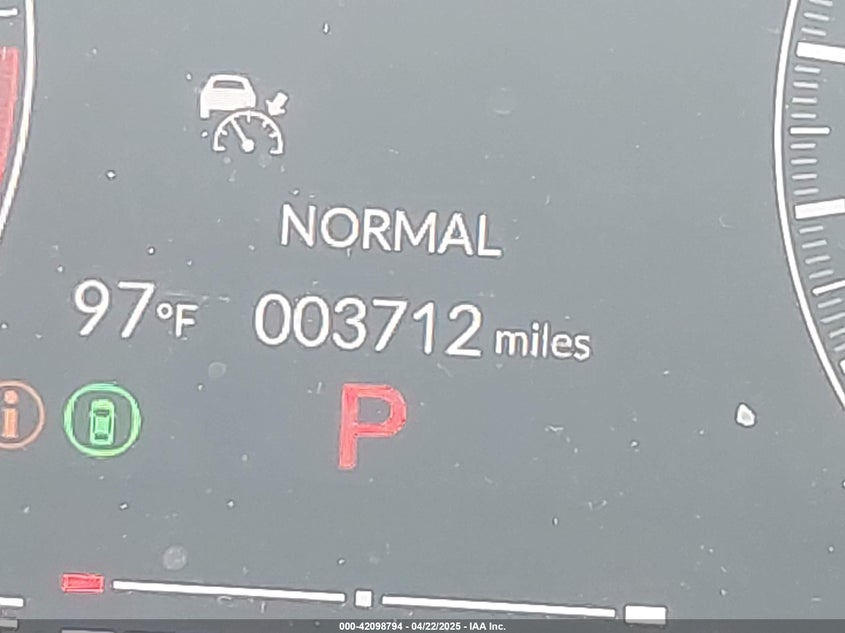 NORMAL
97°F 003712 miles
i P
000-42098794 - 04/22/2025 - IAA Inc.